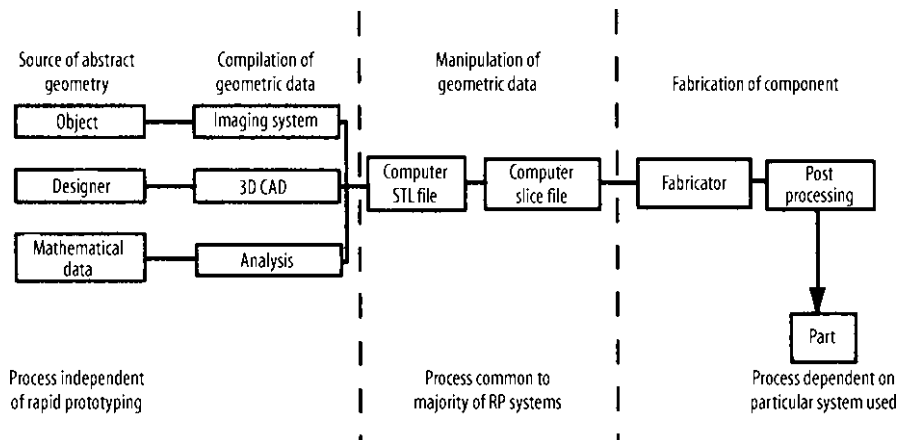 Source of abstract
geometry
Compilation of
geometric data
Manipulation of
geometric data
Fabrication of component
Object
Imaging system
Designer
3D CAD
Computer
STL file
Computer
slice file
Fabricator
Post
processing
Mathematical
data
Analysis
Part
Process independent
of rapid prototyping
Process common to
majority of RP systems
Process dependent on
particular system used